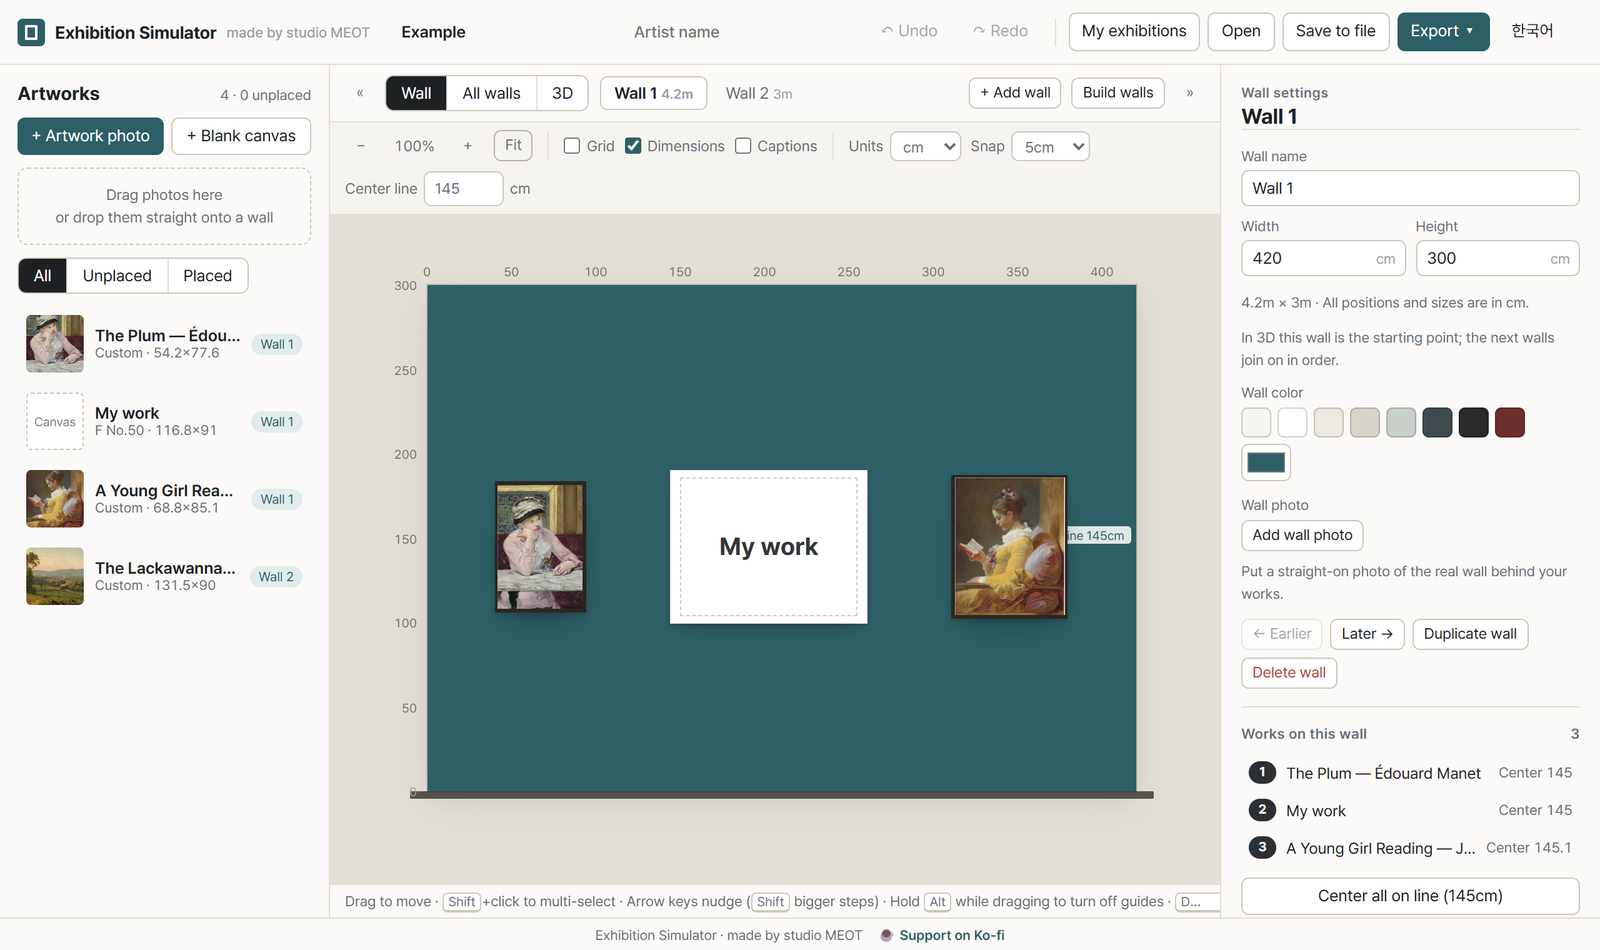 Exhibition Simulator made by studio MEOT
Example
Artist name
Undo
Redo
My exhibitions
Open
Save to file
Export
한국어
Artworks
4 · 0 unplaced
+ Artwork photo
+ Blank canvas
Drag photos here
or drop them straight onto a wall
All
Unplaced
Placed
The Plum — Édou...
Custom · 54.2×77.6
Wall 1
Canvas
My work
F No.50 · 116.8×91
Wall 1
A Young Girl Rea...
Custom · 68.8×85.1
Wall 1
The Lackawanna...
Custom · 131.5×90
Wall 2
«
Wall
All walls
3D
Wall 1 4.2m
Wall 2 3m
+ Add wall
Build walls
»
− 100% +
Fit
Grid
Dimensions
Captions
Units
cm
Snap
5cm
Center line
145
cm
0 50 100 150 200 250 300 350 400
300
250
200
150
100
50
0
My work
ine 145cm
Drag to move · Shift+click to multi-select · Arrow keys nudge (Shift bigger steps) · Hold Alt while dragging to turn off guides · D...
Wall settings
Wall 1
Wall name
Wall 1
Width
Height
420 cm
300 cm
4.2m × 3m · All positions and sizes are in cm.
In 3D this wall is the starting point; the next walls
join on in order.
Wall color
Wall photo
Add wall photo
Put a straight-on photo of the real wall behind your
works.
← Earlier
Later →
Duplicate wall
Delete wall
Works on this wall
3
1 The Plum — Édouard Manet Center 145
2 My work Center 145
3 A Young Girl Reading — J... Center 145.1
Center all on line (145cm)
Exhibition Simulator · made by studio MEOT
Support on Ko-fi